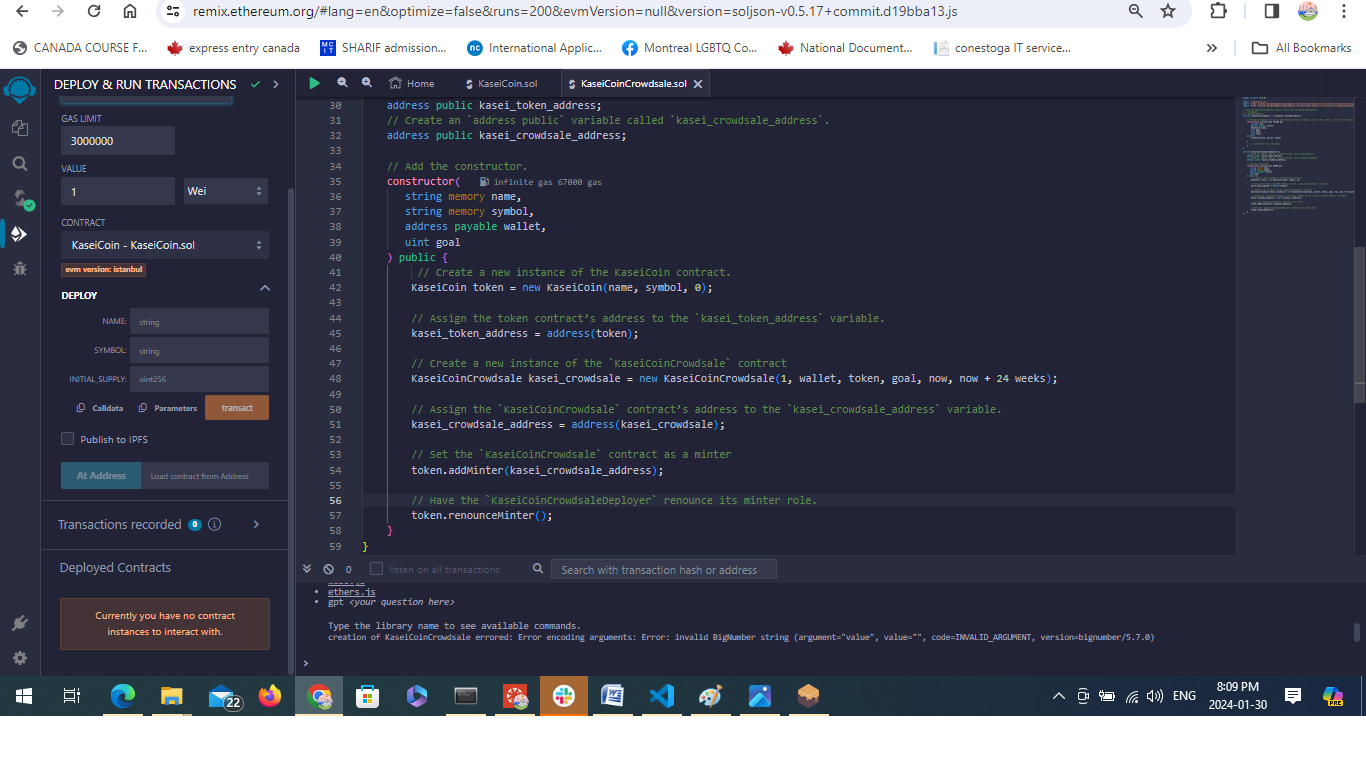 remix.ethereum.org/#lang=en&optimize=false&runs=200&evmVersion=null&version=soljson-v0.5.17+commit.d19bba13.js
CANADA COURSE F...
express entry canada
MC
IT
SHARIF admission...
nc
International Applic...
Montreal LGBTQ Co...
National Document...
conestoga IT service...
»
All Bookmarks
DEPLOY & RUN TRANSACTIONS
GAS LIMIT
3000000
VALUE
1
Wei
CONTRACT
KaseiCoin - KaseiCoin.sol
evm version: istanbul
DEPLOY
NAME:
string
SYMBOL:
string
INITIAL_SUPPLY:
uint256
Calldata
Parameters
transact
Publish to IPFS
At Address
Load contract from Address
Transactions recorded 0 i
Deployed Contracts
Currently you have no contract
instances to interact with.
Home
KaseiCoin.sol
KaseiCoinCrowdsale.sol
30 address public kasei_token_address;
31 // Create an `address public` variable called `kasei_crowdsale_address`.
32 address public kasei_crowdsale_address;
33
34 // Add the constructor.
35 constructor( infinite gas 67000 gas
36 string memory name,
37 string memory symbol,
38 address payable wallet,
39 uint goal
40 ) public {
41 // Create a new instance of the KaseiCoin contract.
42 KaseiCoin token = new KaseiCoin(name, symbol, 0);
43
44 // Assign the token contract’s address to the `kasei_token_address` variable.
45 kasei_token_address = address(token);
46
47 // Create a new instance of the `KaseiCoinCrowdsale` contract
48 KaseiCoinCrowdsale kasei_crowdsale = new KaseiCoinCrowdsale(1, wallet, token, goal, now, now + 24 weeks);
49
50 // Assign the `KaseiCoinCrowdsale` contract’s address to the `kasei_crowdsale_address` variable.
51 kasei_crowdsale_address = address(kasei_crowdsale);
52
53 // Set the `KaseiCoinCrowdsale` contract as a minter
54 token.addMinter(kasei_crowdsale_address);
55
56 // Have the `KaseiCoinCrowdsaleDeployer` renounce its minter role.
57 token.renounceMinter();
58 }
59 }
0
listen on all transactions
Search with transaction hash or address
• ethers.js
• gpt <your question here>
Type the library name to see available commands.
creation of KaseiCoinCrowdsale errored: Error encoding arguments: Error: invalid BigNumber string (argument="value", value="", code=INVALID_ARGUMENT, version=bignumber/5.7.0)
>
22
ENG
8:09 PM
2024-01-30
PRE